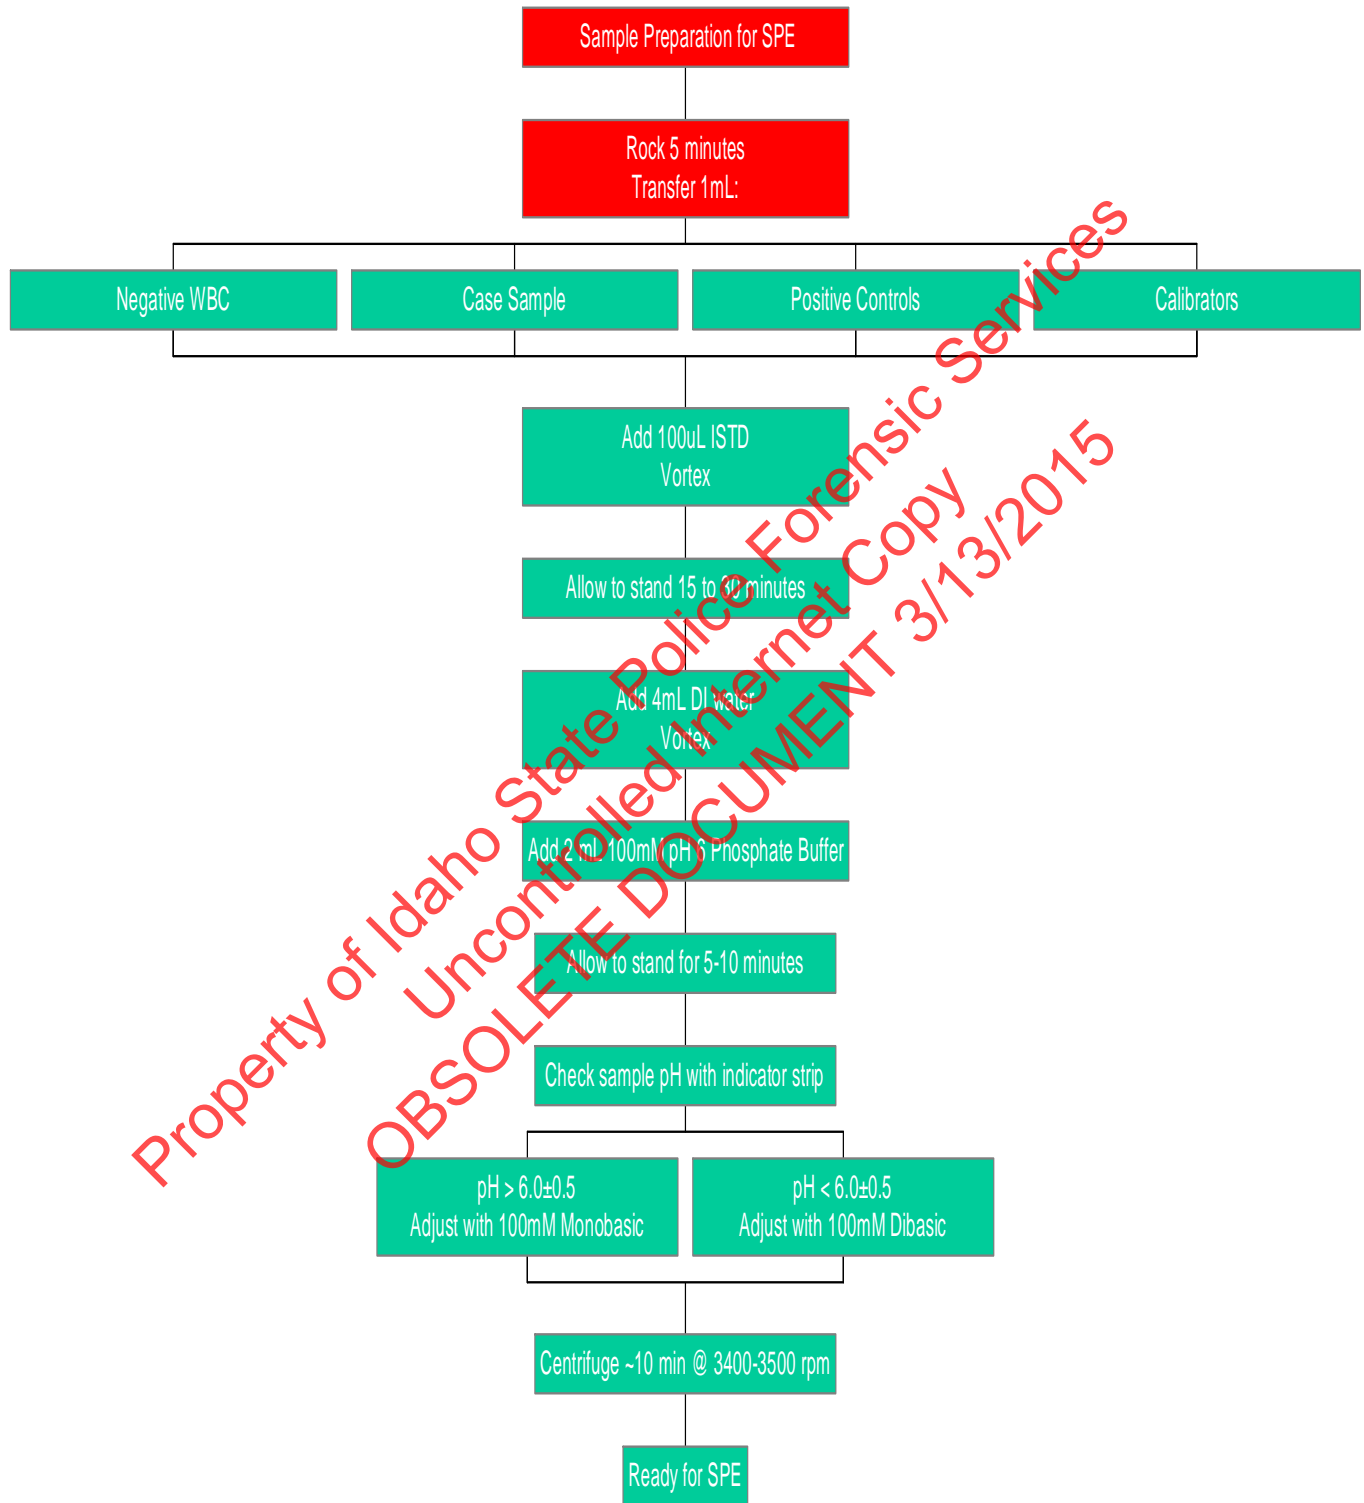 Sample Preparation for SPE
Rock 5 minutes
Transfer 1mL:
Negative WBC
Case Sample
Positive Controls
Calibrators
Add 100uL ISTD
Vortex
Allow to stand 15 to 30 minutes
Add 4mL DI water
Vortex
Add 2 mL 100mM pH 6 Phosphate Buffer
Allow to stand for 5-10 minutes
Check sample pH with indicator strip
pH > 6.0±0.5
Adjust with 100mM Monobasic
pH < 6.0±0.5
Adjust with 100mM Dibasic
Centrifuge ~10 min @ 3400-3500 rpm
Ready for SPE
Property of Idaho State Police Forensic Services
Uncontrolled Internet Copy
OBSOLETE DOCUMENT 3/13/2015